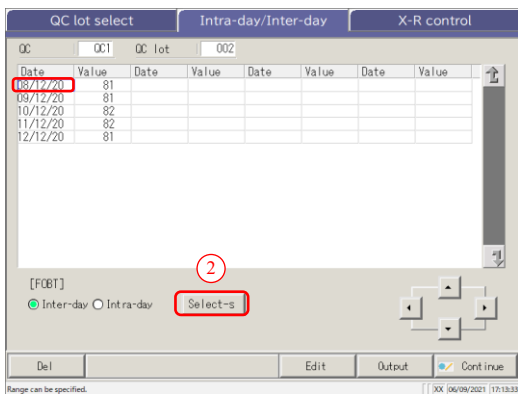 QC lot select Intra-day/Inter-day X-R control
QC QC1 QC lot 002
Date Value Date Value Date Value Date Value
08/12/20 81
09/12/20 81
10/12/20 82
11/12/20 82
12/12/20 81
2
[FOBT]
Inter-day Intra-day Select-s
Del Edit Output Continue
Range can be specified. XX 06/09/2021 17:13:33